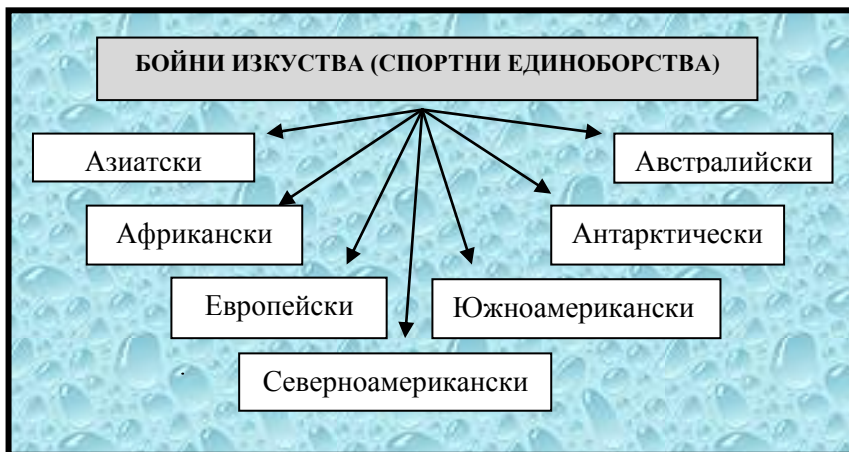 БОЙНИ ИЗКУСТВА (СПОРТНИ ЕДИНОБОРСТВА)
Азиатски
Австралийски
Африкански
Антарктически
Европейски
Южноамерикански
Северноамерикански